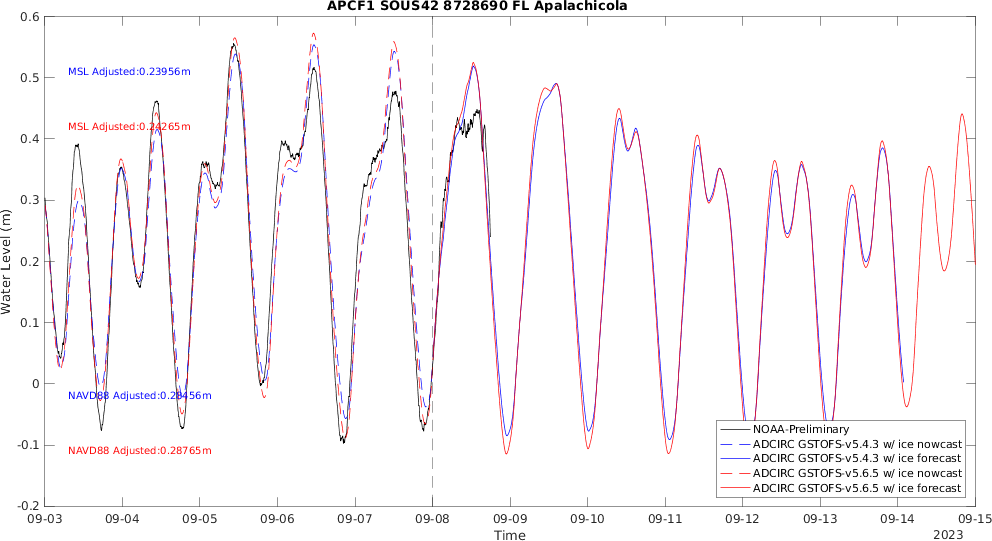 APCF1 SOUS42 8728690 FL Apalachicola
0.6
0.5
0.4
0.3
0.2
0.1
0
-0.1
-0.2
Water Level (m)
MSL Adjusted:0.23956m
MSL Adjusted:0.24265m
NAVD88 Adjusted:0.28456m
NAVD88 Adjusted:0.28765m
NOAA-Preliminary
ADCIRC GSTOFS-v5.4.3 w/ ice nowcast
ADCIRC GSTOFS-v5.4.3 w/ ice forecast
ADCIRC GSTOFS-v5.6.5 w/ ice nowcast
ADCIRC GSTOFS-v5.6.5 w/ ice forecast
09-03 09-04 09-05 09-06 09-07 09-08 09-09 09-10 09-11 09-12 09-13 09-14 09-15
Time
2023